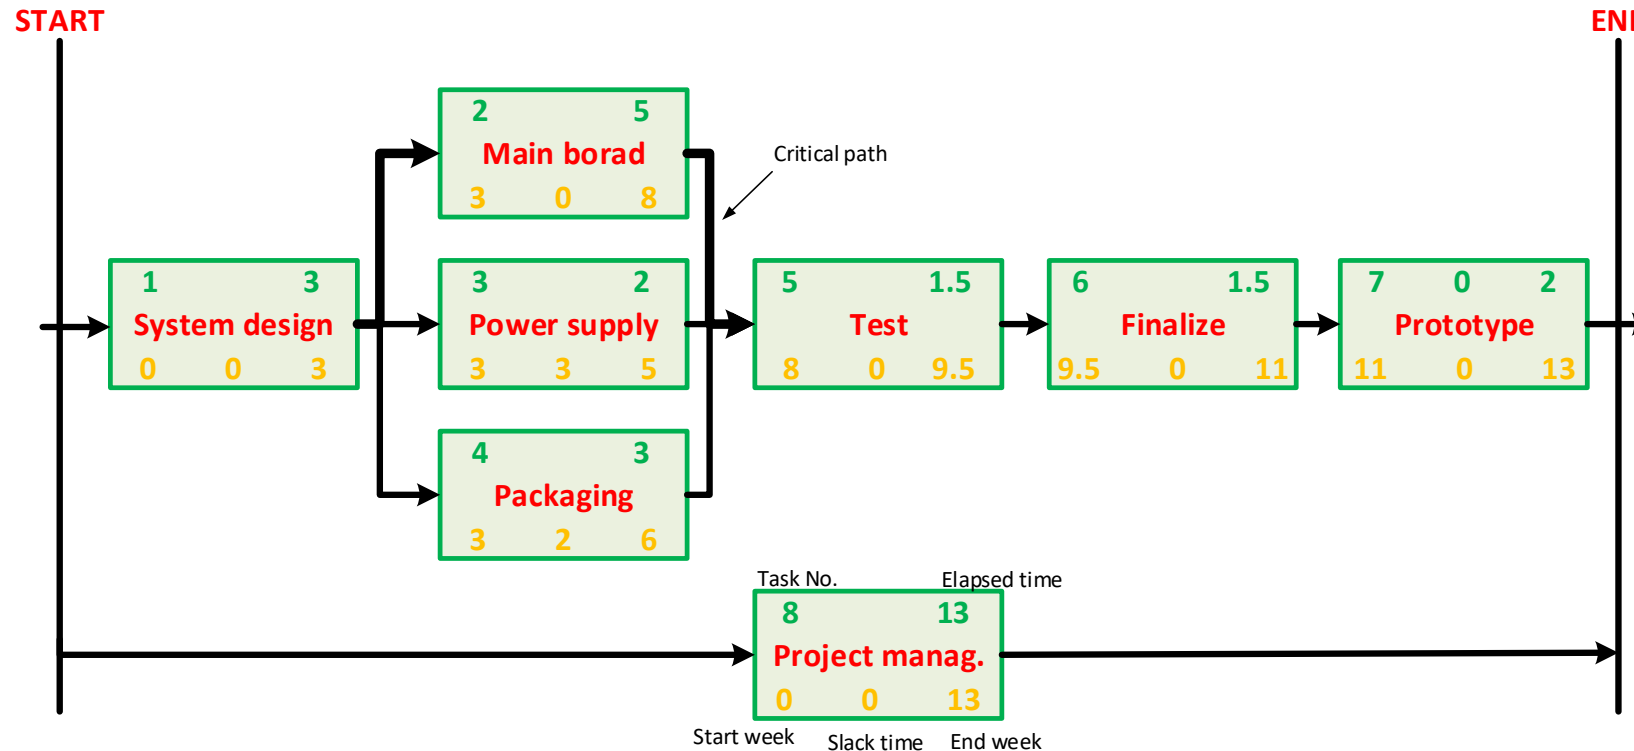 START
END
2 5
Main borad
3 0 8
Critical path
1 3
System design
0 0 3
3 2
Power supply
3 3 5
5 1.5
Test
8 0 9.5
6 1.5
Finalize
9.5 0 11
7 0 2
Prototype
11 0 13
4 3
Packaging
3 2 6
Task No. Elapsed time
8 13
Project manag.
0 0 13
Start week Slack time End week